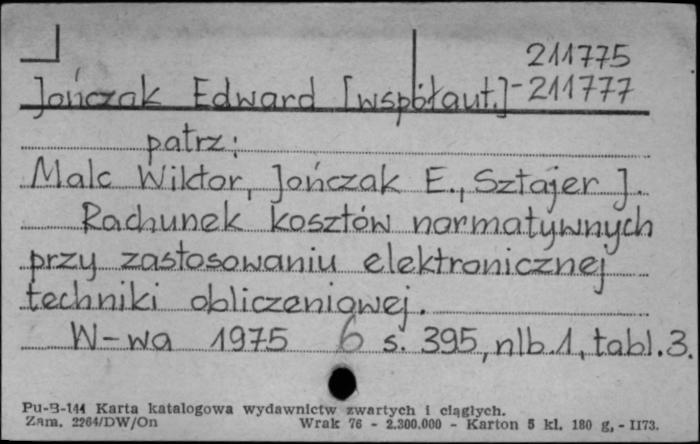 211775
Jończak Edward [współaut.] -211777
patrz:
Malc Wiktor, Jończak E., Sztajer J.
Rachunek kosztów normatywnych
przy zastosowaniu elektronicznej
techniki obliczeniowej.
W-wa 1975 6 s. 395, nlb.1, tabl.3.
Pu-B-144 Karta katalogowa wydawnictw zwartych i ciągłych.
Zam. 2264/DW/On Wrak 76 - 2.300.000 - Karton 5 kl. 180 g, - II73.